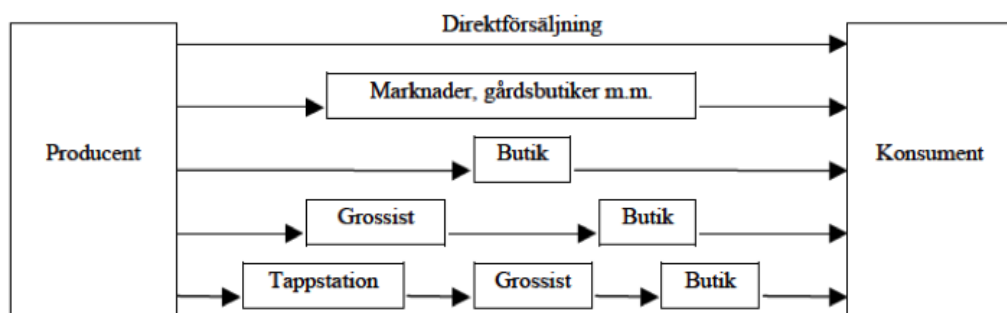 Direktförsäljning
Marknader, gårdsbutiker m.m.
Producent
Butik
Konsument
Grossist
Butik
Tappstation
Grossist
Butik